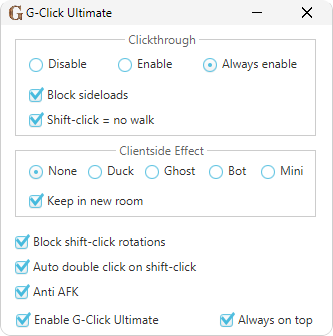 G-Click Ultimate
Clickthrough
Disable Enable Always enable
Block sideloads
Shift-click = no walk
Clientside Effect
None Duck Ghost Bot Mini
Keep in new room
Block shift-click rotations
Auto double click on shift-click
Anti AFK
Enable G-Click Ultimate Always on top